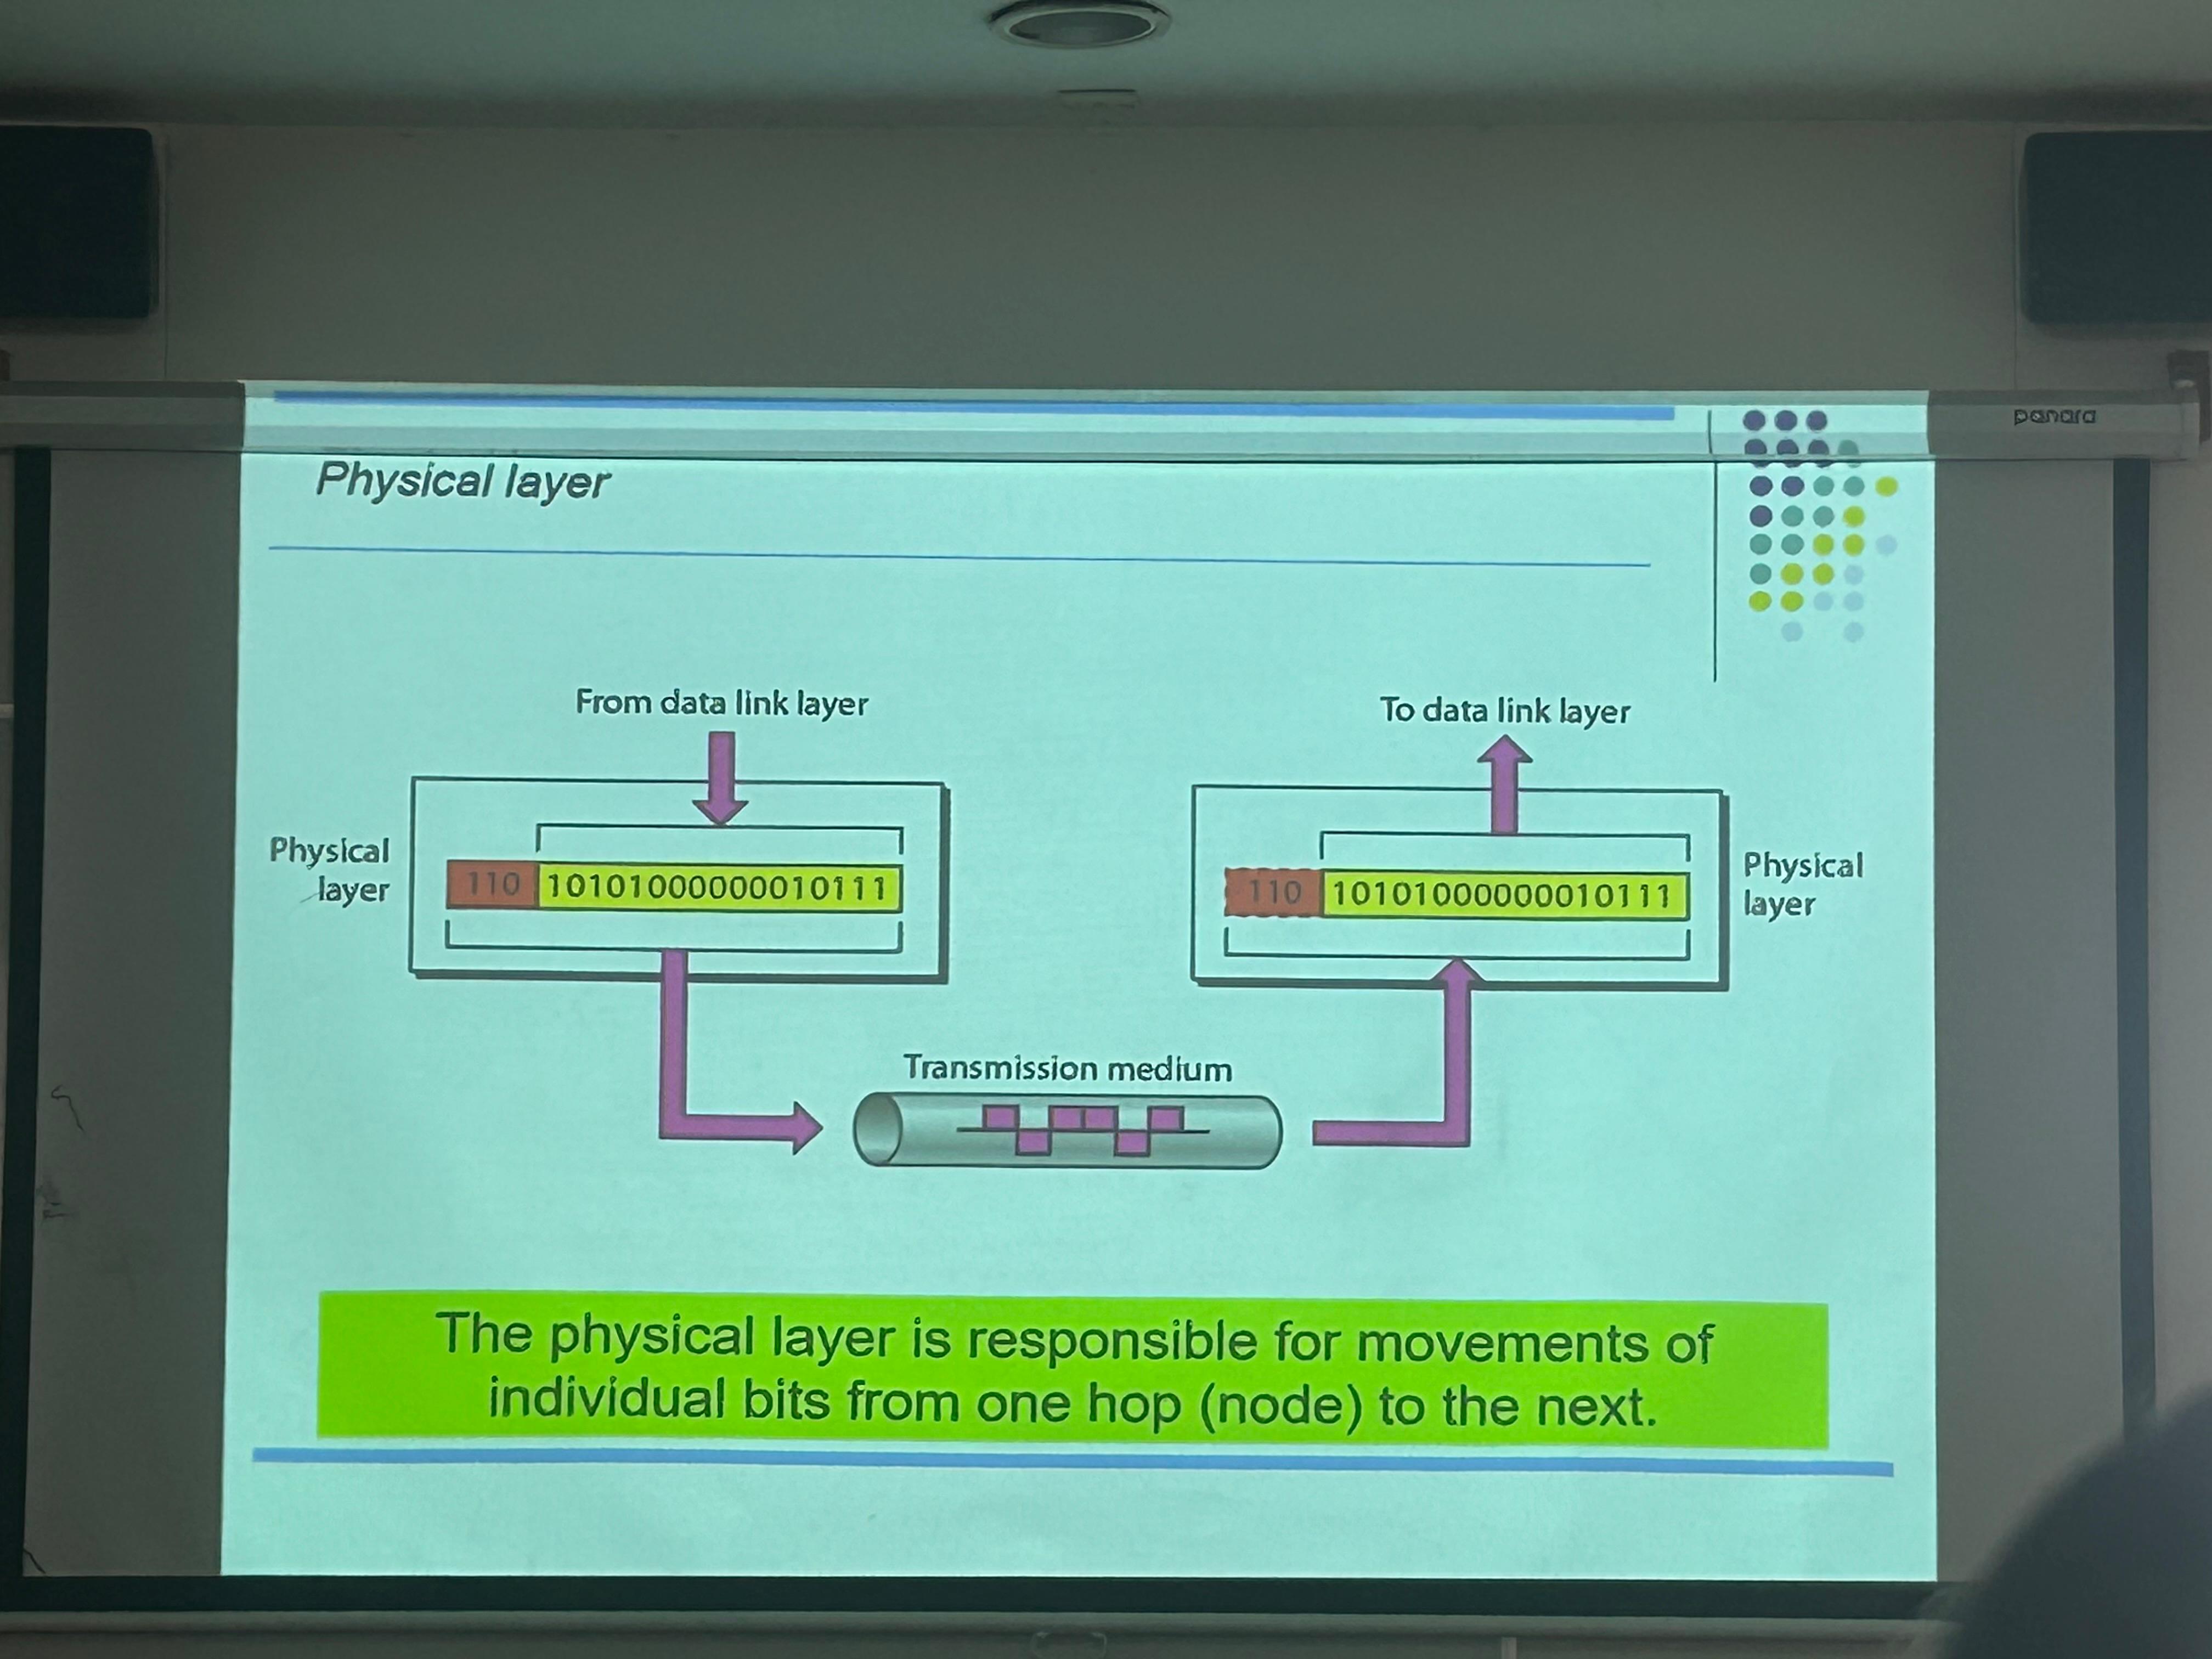 panara
Physical layer
From data link layer
To data link layer
Physical
layer
110 10101000000010111
110 10101000000010111
Physical
layer
Transmission medium
The physical layer is responsible for movements of
individual bits from one hop (node) to the next.